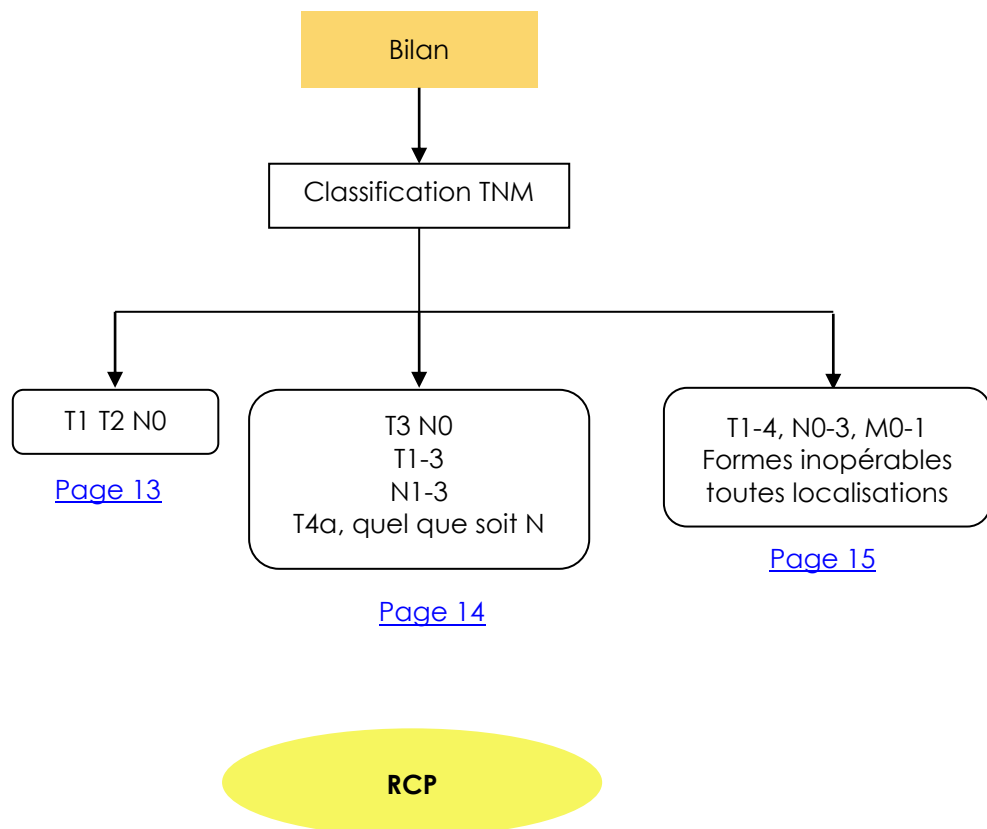 Bilan
Classification TNM
T1 T2 N0
Page 13
T3 N0
T1-3
N1-3
T4a, quel que soit N
Page 14
T1-4, N0-3, M0-1
Formes inopérables
toutes localisations
Page 15
RCP